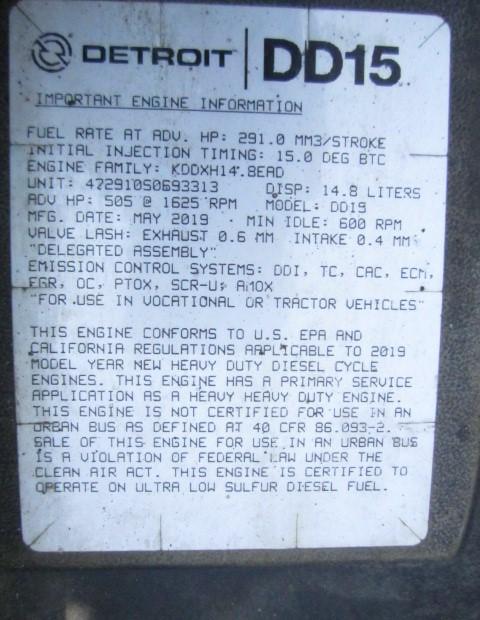 DETROIT DD15
IMPORTANT ENGINE INFORMATION
FUEL RATE AT ADV. HP: 291.0 MM3/STROKE
INITIAL INJECTION TIMING: 15.0 DEG BTC
ENGINE FAMILY: KDDXH14.8EAD
UNIT: 472910S0693313 DISP: 14.8 LITERS
ADV HP: 505 @ 1625 RPM MODEL: DD15
MFG. DATE: MAY 2019 · MIN IDLE: 600 RPM
VALVE LASH: EXHAUST 0.6 MM INTAKE 0.4 MM
"DELEGATED ASSEMBLY"
EMISSION CONTROL SYSTEMS: DDI, TC, CAC, ECM,
EGR, OC, PTOX, SCR-U, AMOX
"FOR USE IN VOCATIONAL OR TRACTOR VEHICLES"
THIS ENGINE CONFORMS TO U.S. EPA AND
CALIFORNIA REGULATIONS APPLICABLE TO 2019
MODEL YEAR NEW HEAVY DUTY DIESEL CYCLE
ENGINES. THIS ENGINE HAS A PRIMARY SERVICE
APPLICATION AS A HEAVY HEAVY DUTY ENGINE.
THIS ENGINE IS NOT CERTIFIED FOR USE IN AN
URBAN BUS AS DEFINED AT 40 CFR 86.093-2.
SALE OF THIS ENGINE FOR USE IN AN URBAN BUS
IS A VIOLATION OF FEDERAL LAW UNDER THE
CLEAN AIR ACT. THIS ENGINE IS CERTIFIED TO
OPERATE ON ULTRA LOW SULFUR DIESEL FUEL.